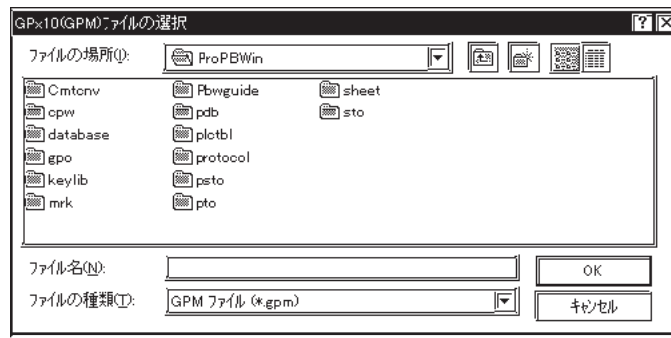 GPx10(GPM)ﾌｧｲﾙの選択
ファイルの場所(I):
ProPBWin
Cmtcnv
Pbwguide
sheet
cpw
pdb
sto
database
plctbl
gpo
protocol
keylib
psto
mrk
pto
ファイル名(N):
OK
ファイルの種類(T):
GPM ファイル (*.gpm)
キャンセル